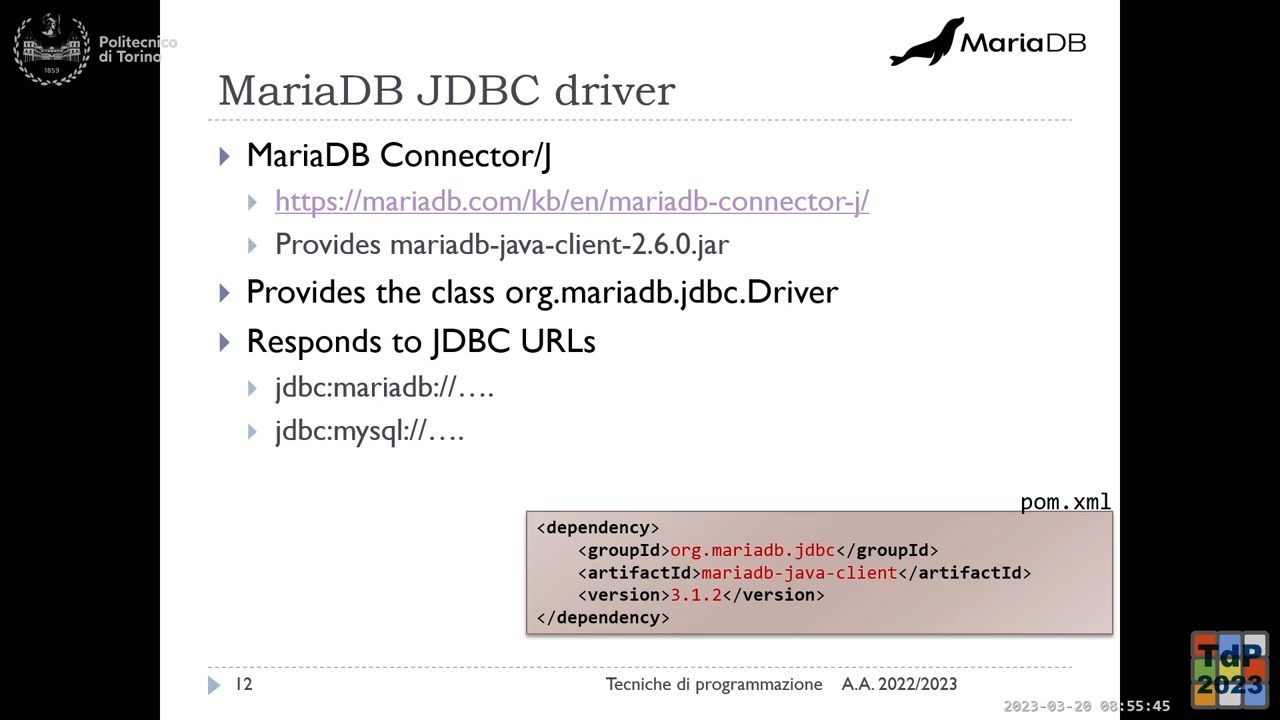 Politecnico
di Torino
1859
MariaDB
MariaDB JDBC driver
MariaDB Connector/J
https://mariadb.com/kb/en/mariadb-connector-j/
Provides mariadb-java-client-2.6.0.jar
Provides the class org.mariadb.jdbc.Driver
Responds to JDBC URLs
jdbc:mariadb://….
jdbc:mysql://….
pom.xml
<dependency>
<groupId>org.mariadb.jdbc</groupId>
<artifactId>mariadb-java-client</artifactId>
<version>3.1.2</version>
</dependency>
12 Tecniche di programmazione A.A. 2022/2023
TdP
2023
2023-03-20 08:55:45